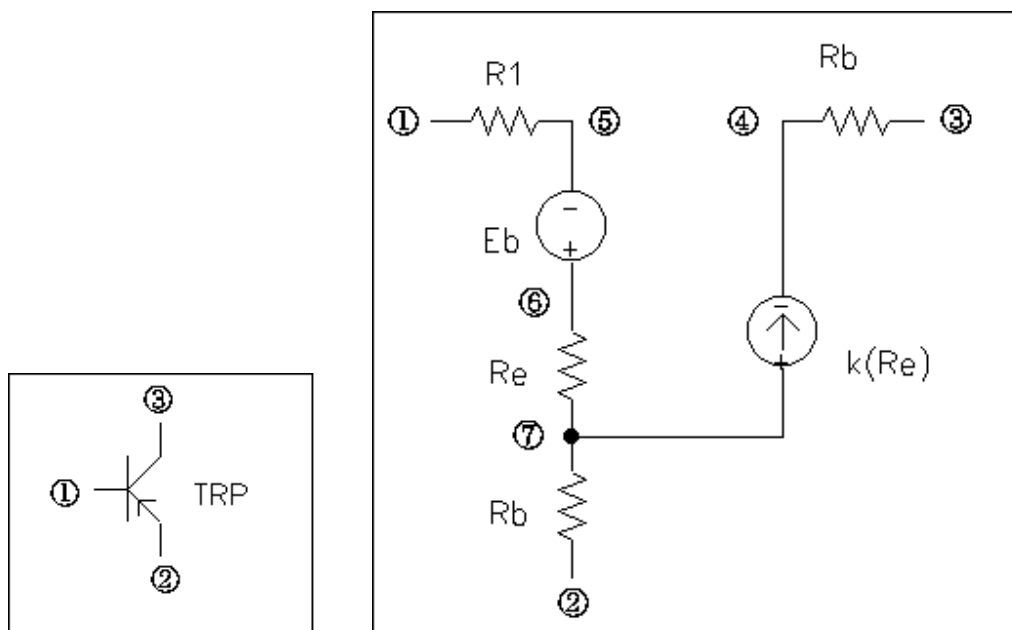 R1
Rb
①
⑤
④
③
−
Eb
+
⑥
−
Re
+
k(Re)
⑦
Rb
②
③
①
TRP
②